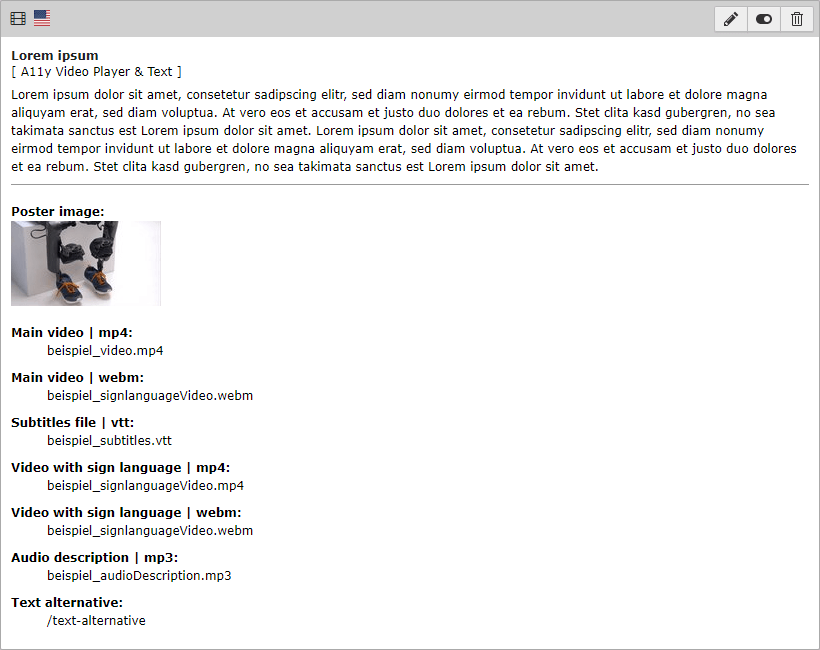 Lorem ipsum
[ A11y Video Player & Text ]
Lorem ipsum dolor sit amet, consetetur sadipscing elitr, sed diam nonumy eirmod tempor invidunt ut labore et dolore magna
aliquyam erat, sed diam voluptua. At vero eos et accusam et justo duo dolores et ea rebum. Stet clita kasd gubergren, no sea
takimata sanctus est Lorem ipsum dolor sit amet. Lorem ipsum dolor sit amet, consetetur sadipscing elitr, sed diam nonumy
eirmod tempor invidunt ut labore et dolore magna aliquyam erat, sed diam voluptua. At vero eos et accusam et justo duo dolores
et ea rebum. Stet clita kasd gubergren, no sea takimata sanctus est Lorem ipsum dolor sit amet.
Poster image:
Main video | mp4:
beispiel_video.mp4
Main video | webm:
beispiel_signlanguageVideo.webm
Subtitles file | vtt:
beispiel_subtitles.vtt
Video with sign language | mp4:
beispiel_signlanguageVideo.mp4
Video with sign language | webm:
beispiel_signlanguageVideo.webm
Audio description | mp3:
beispiel_audioDescription.mp3
Text alternative:
/text-alternative